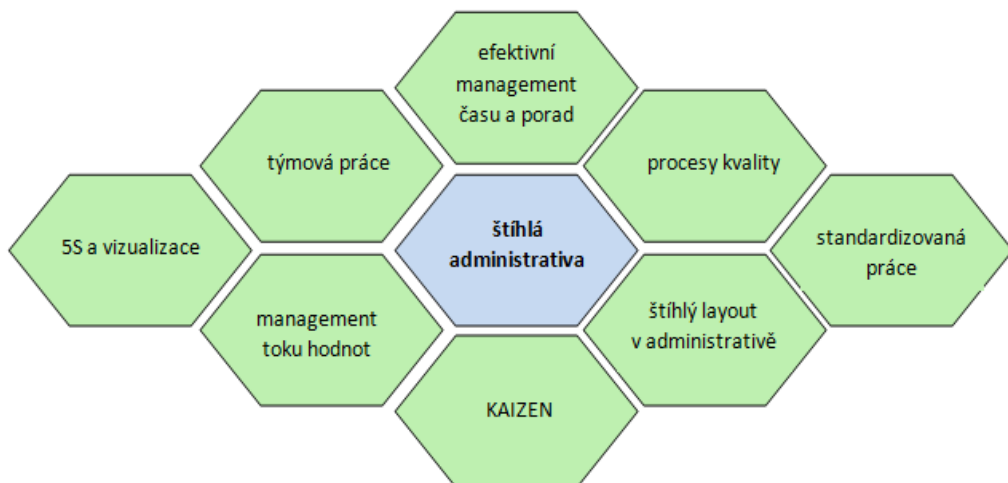 efektivní
management
času a porad
týmová práce
procesy kvality
5S a vizualizace
štíhlá
administrativa
standardizovaná
práce
management
toku hodnot
štíhlý layout
v administrativě
KAIZEN